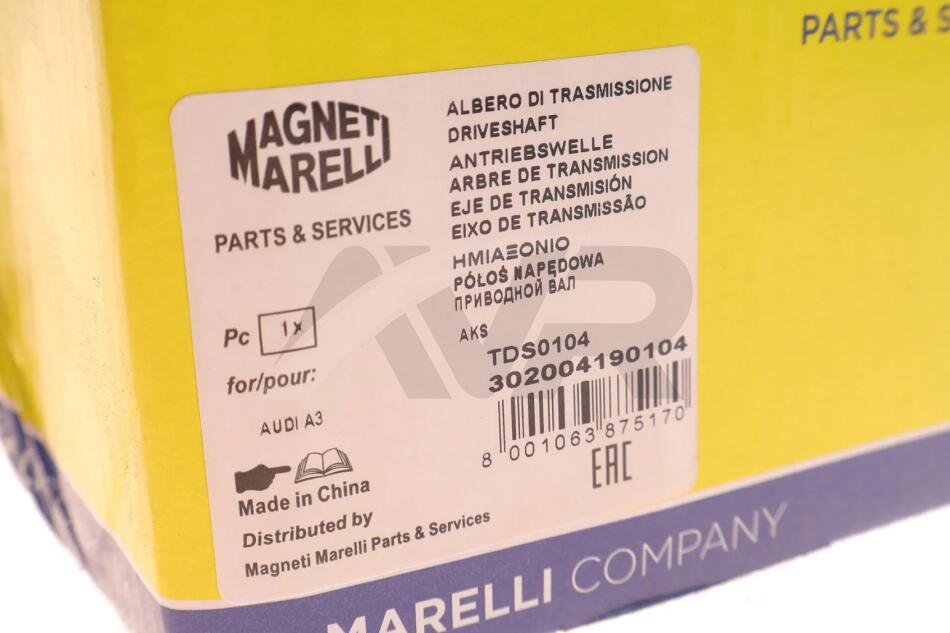 PARTS & S
MAGNETI
MARELLI
PARTS & SERVICES
Pc 1x
for/pour:
AUDI A3
Made in China
Distributed by
Magneti Marelli Parts & Services
ALBERO DI TRASMISSIONE
DRIVESHAFT
ANTRIEBSWELLE
ARBRE DE TRANSMISSION
EJE DE TRANSMISIÓN
EIXO DE TRANSMISSÃO
ΗΜΙΑΞΟΝΙΟ
PÓŁOŚ NAPĘDOWA
ПРИВОДНОЙ ВАЛ
AKS
TDS0104
302004190104
8 001063 875170
EAC
AVR
MARELLI COMPANY